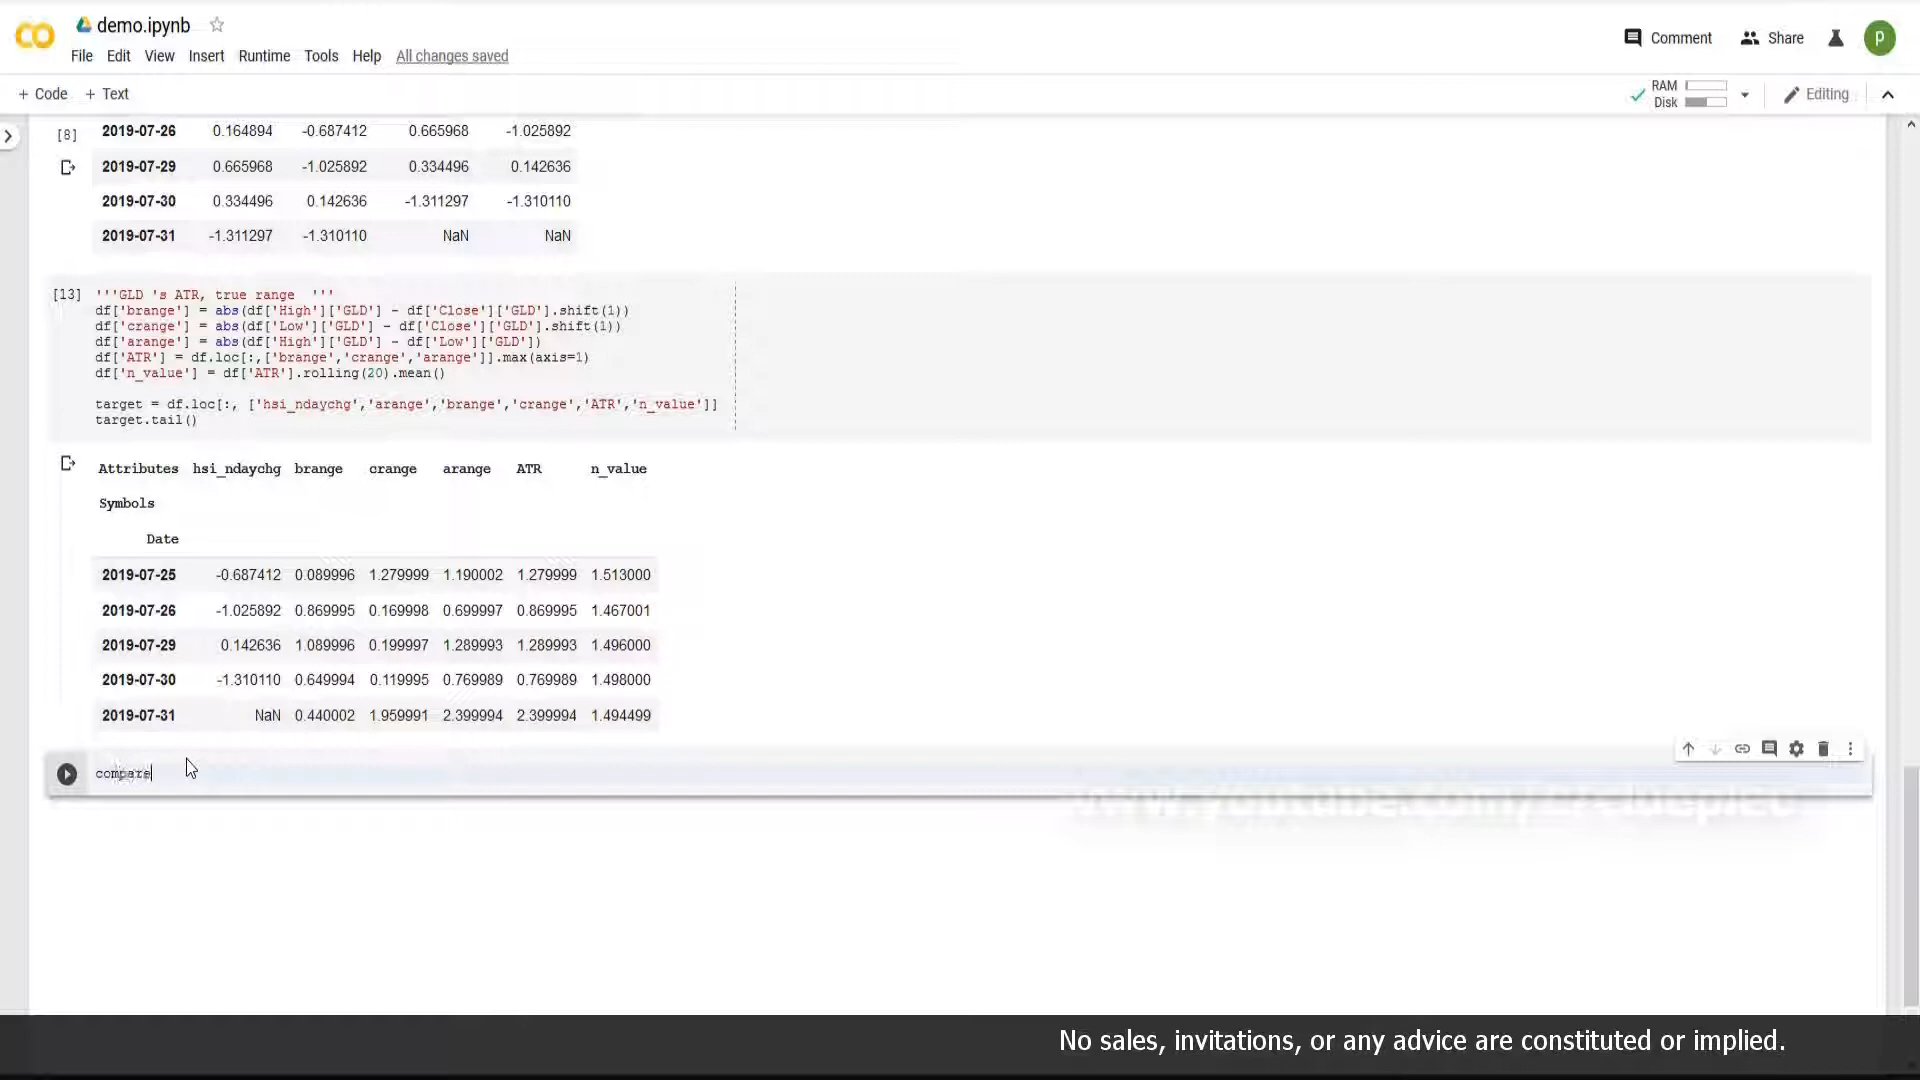 demo.ipynb
File Edit View Insert Runtime Tools Help All changes saved
Comment Share P
+ Code + Text
RAM
Disk
Editing
[8] 2019-07-26 0.164894 -0.687412 0.665968 -1.025892
2019-07-29 0.665968 -1.025892 0.334496 0.142636
2019-07-30 0.334496 0.142636 -1.311297 -1.310110
2019-07-31 -1.311297 -1.310110 NaN NaN
[13] '''GLD 's ATR, true range '''
df['brange'] = abs(df['High']['GLD'] - df['Close']['GLD'].shift(1))
df['crange'] = abs(df['Low']['GLD'] - df['Close']['GLD'].shift(1))
df['arange'] = abs(df['High']['GLD'] - df['Low']['GLD'])
df['ATR'] = df.loc[:,['brange','crange','arange']].max(axis=1)
df['n_value'] = df['ATR'].rolling(20).mean()
target = df.loc[:, ['hsi_ndaychg','arange','brange','crange','ATR','n_value']]
target.tail()
Attributes hsi_ndaychg brange crange arange ATR n_value
Symbols
Date
2019-07-25 -0.687412 0.089996 1.279999 1.190002 1.279999 1.513000
2019-07-26 -1.025892 0.869995 0.169998 0.699997 0.869995 1.467001
2019-07-29 0.142636 1.089996 0.199997 1.289993 1.289993 1.496000
2019-07-30 -1.310110 0.649994 0.119995 0.769989 0.769989 1.498000
2019-07-31 NaN 0.440002 1.959991 2.399994 2.399994 1.494499
compare
No sales, invitations, or any advice are constituted or implied.